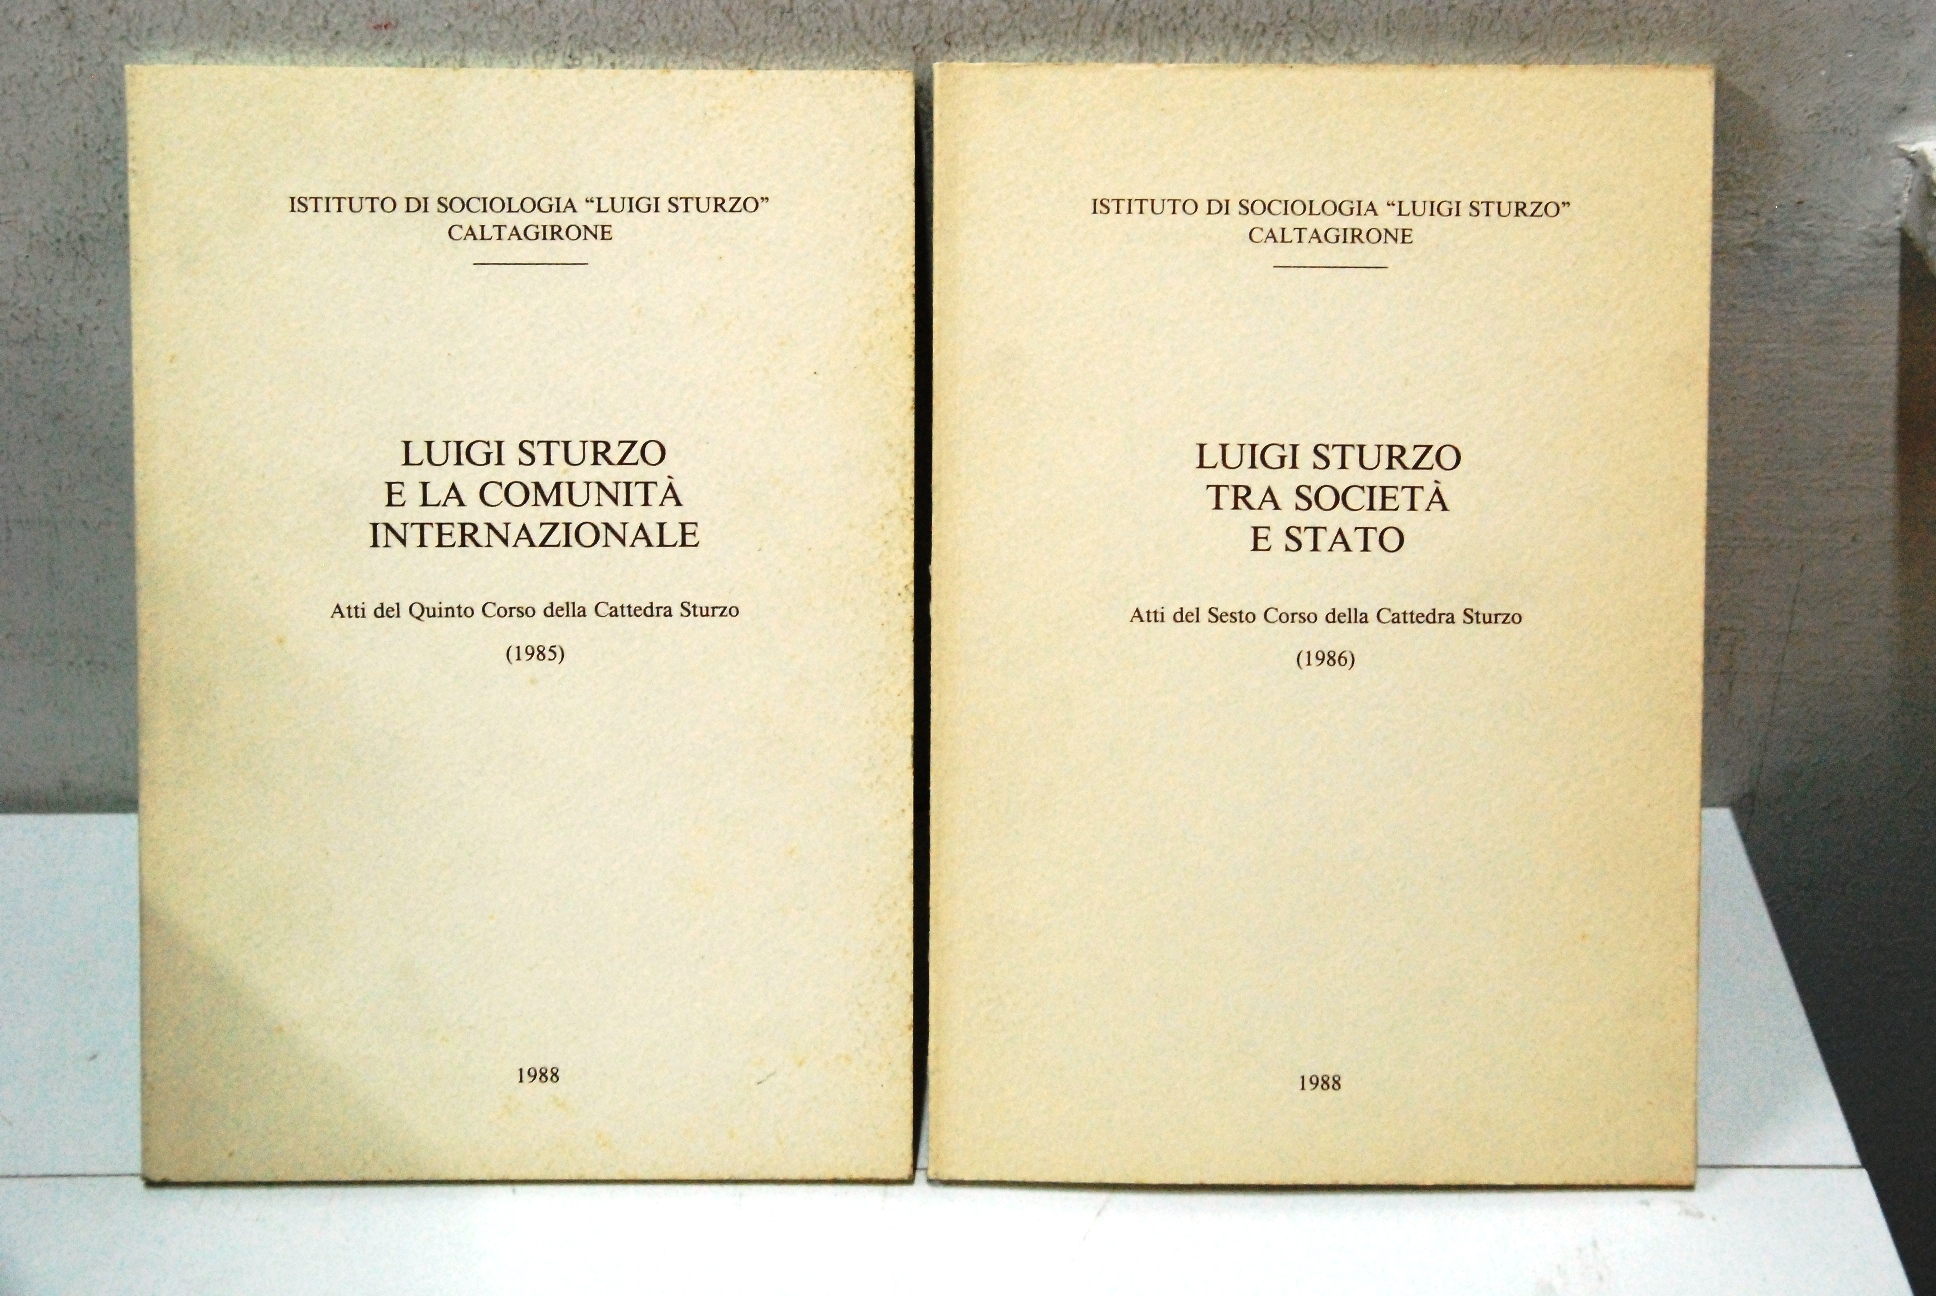 ISTITUTO DI SOCIOLOGIA “LUIGI STURZO”
CALTAGIRONE
LUIGI STURZO
E LA COMUNITÀ
INTERNAZIONALE
Atti del Quinto Corso della Cattedra Sturzo
(1985)
1988
ISTITUTO DI SOCIOLOGIA “LUIGI STURZO”
CALTAGIRONE
LUIGI STURZO
TRA SOCIETÀ
E STATO
Atti del Sesto Corso della Cattedra Sturzo
(1986)
1988